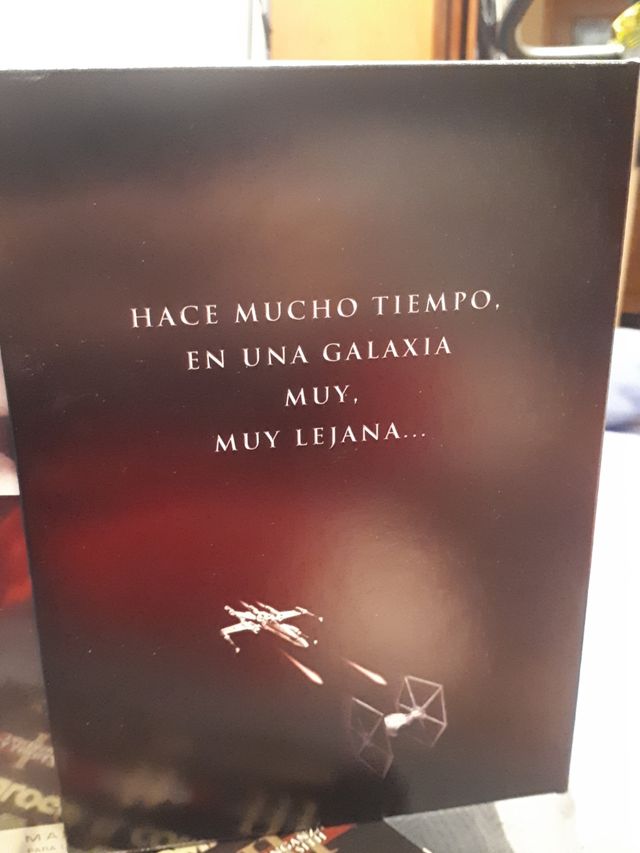 HACE MUCHO TIEMPO,
EN UNA GALAXIA
MUY,
MUY LEJANA...